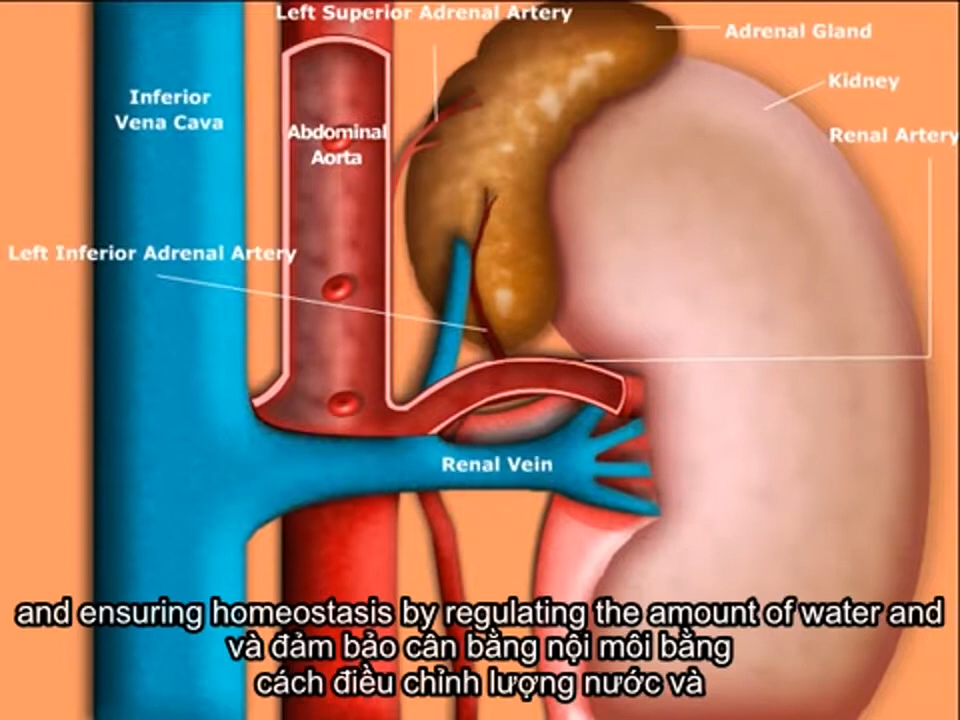 Left Superior Adrenal Artery
Adrenal Gland
Kidney
Inferior
Vena Cava
Abdominal
Aorta
Renal Artery
Left Inferior Adrenal Artery
Renal Vein
and ensuring homeostasis by regulating the amount of water and
và đảm bảo cân bằng nội môi bằng
cách điều chỉnh lượng nước và